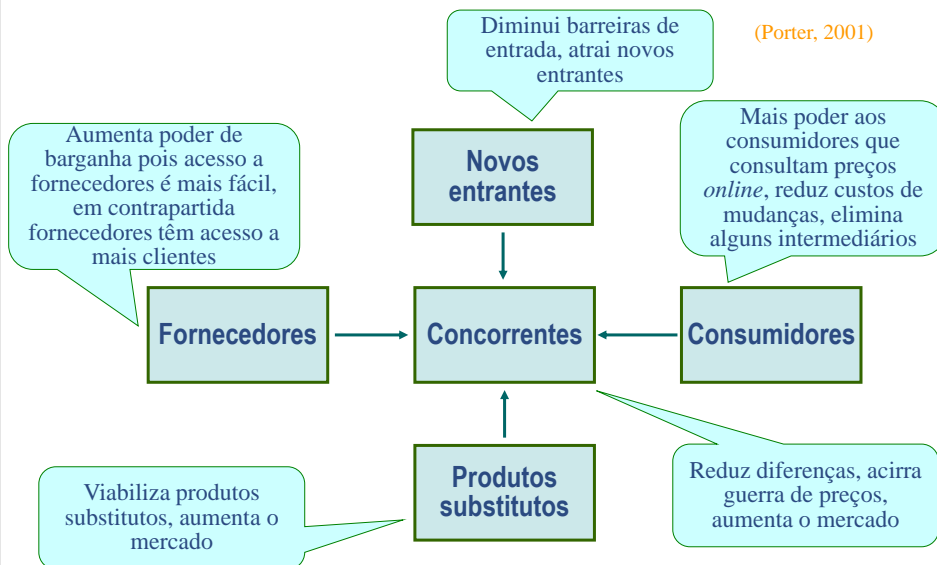 Diminui barreiras de
entrada, atrai novos
entrantes
(Porter, 2001)
Aumenta poder de
barganha pois acesso a
fornecedores é mais fácil,
em contrapartida
fornecedores têm acesso a
mais clientes
Novos
entrantes
Mais poder aos
consumidores que
consultam preços
online, reduz custos de
mudanças, elimina
alguns intermediários
Fornecedores
Concorrentes
Consumidores
Viabiliza produtos
substitutos, aumenta o
mercado
Produtos
substitutos
Reduz diferenças, acirra
guerra de preços,
aumenta o mercado